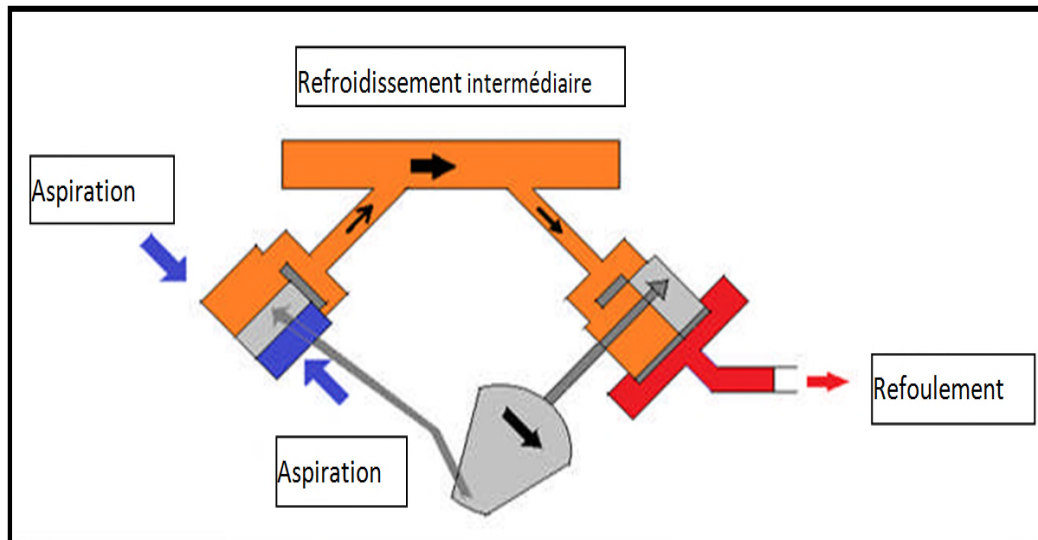 Refroidissement intermédiaire
Aspiration
Refoulement
Aspiration